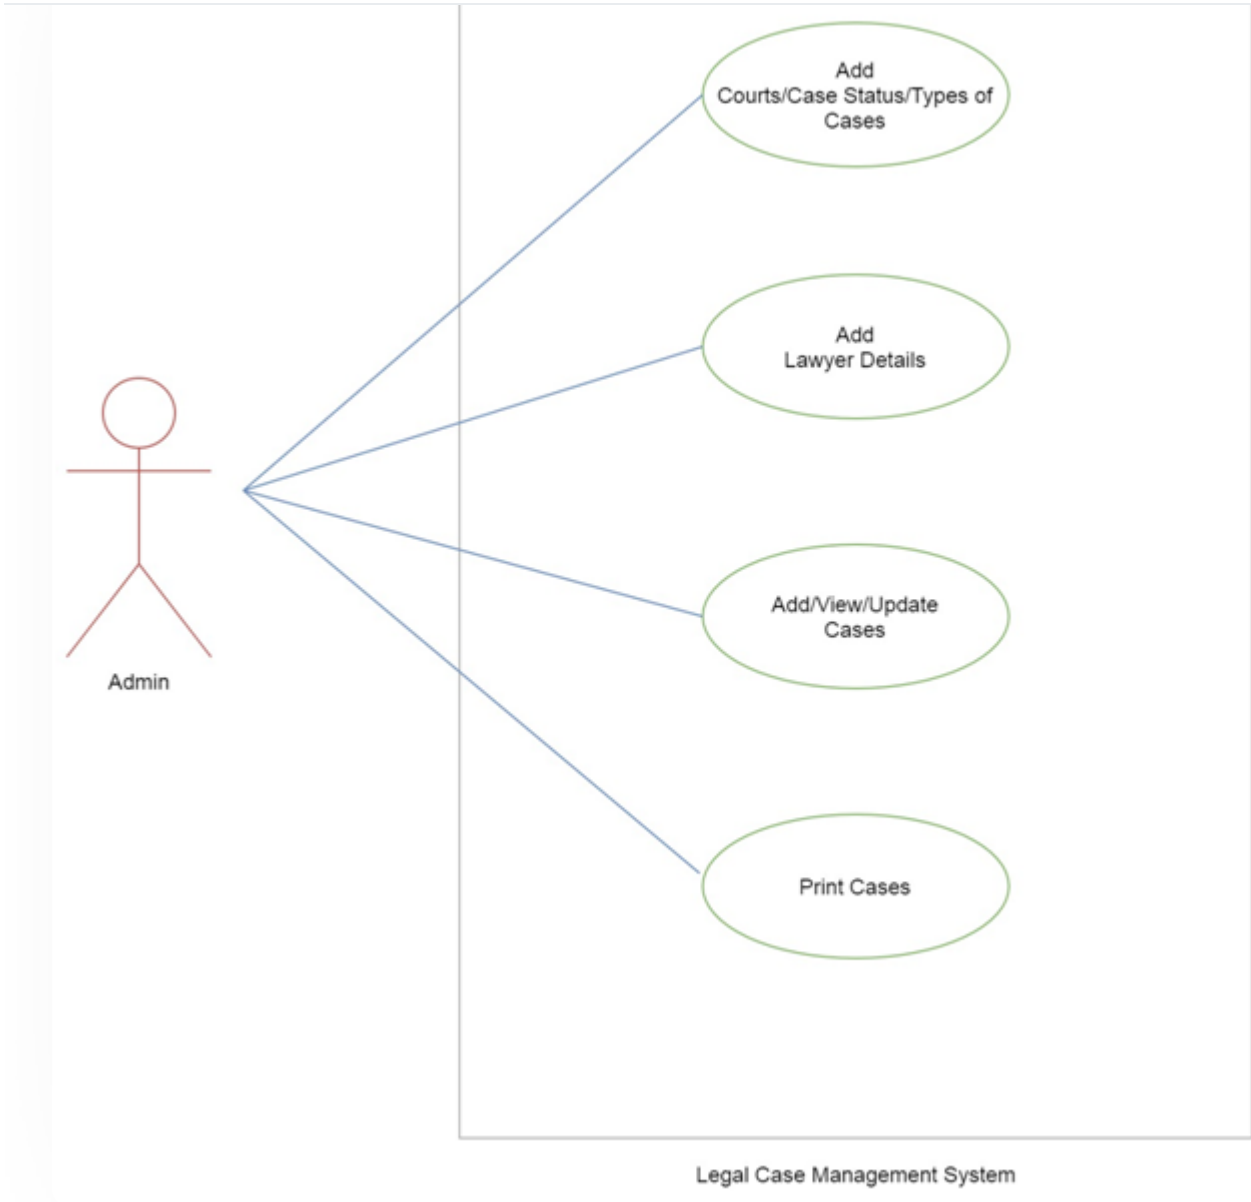 Add
Courts/Case Status/Types of
Cases
Add
Lawyer Details
Admin
Add/View/Update
Cases
Print Cases
Legal Case Management System